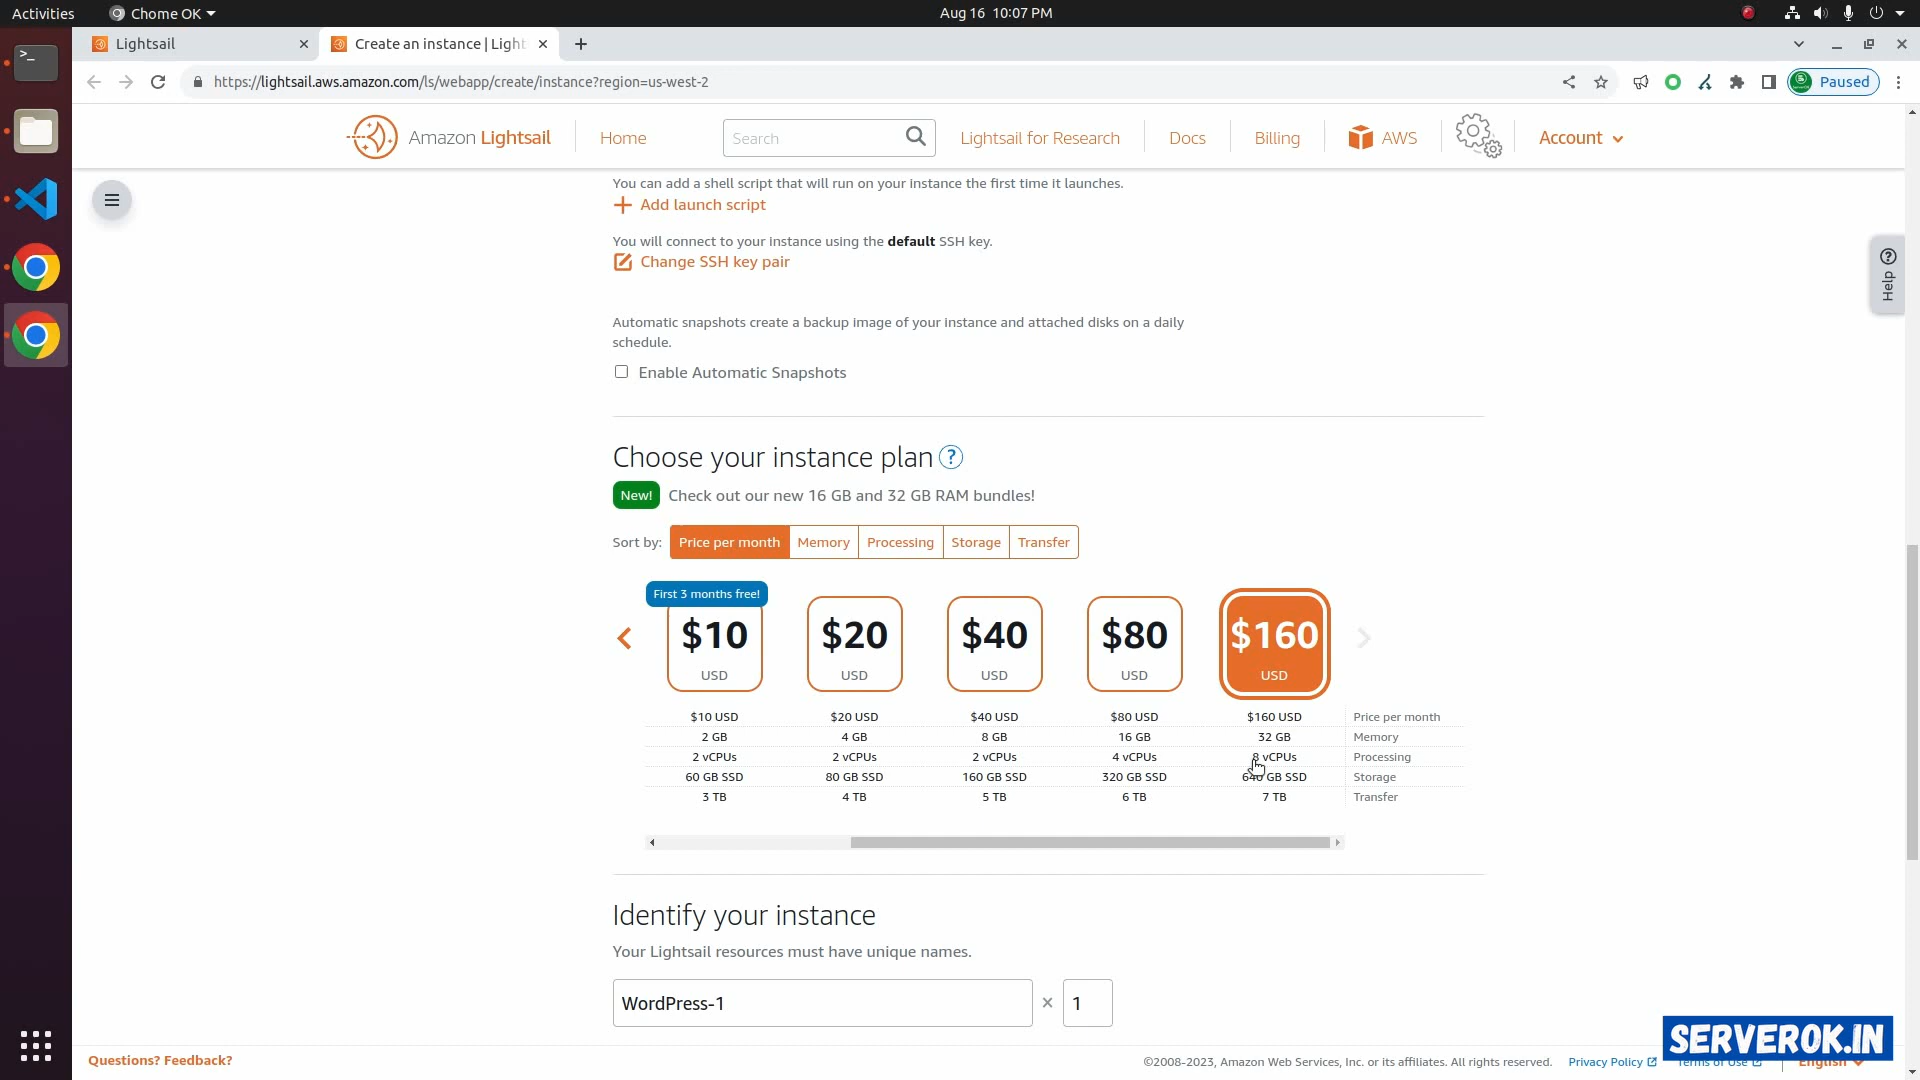 Activities
Chome OK
Aug 16 10:07 PM
Lightsail
Create an instance | Light
https://lightsail.aws.amazon.com/ls/webapp/create/instance?region=us-west-2
Paused
Amazon Lightsail
Home
Search
Lightsail for Research
Docs
Billing
AWS
Account
You can add a shell script that will run on your instance the first time it launches.
Add launch script
You will connect to your instance using the default SSH key.
Change SSH key pair
Help
Automatic snapshots create a backup image of your instance and attached disks on a daily
schedule.
Enable Automatic Snapshots
Choose your instance plan ?
New! Check out our new 16 GB and 32 GB RAM bundles!
Sort by: Price per month Memory Processing Storage Transfer
First 3 months free!
$10 $20 $40 $80 $160
USD USD USD USD USD
$10 USD $20 USD $40 USD $80 USD $160 USD Price per month
2 GB 4 GB 8 GB 16 GB 32 GB Memory
2 vCPUs 2 vCPUs 2 vCPUs 4 vCPUs 8 vCPUs Processing
60 GB SSD 80 GB SSD 160 GB SSD 320 GB SSD 640 GB SSD Storage
3 TB 4 TB 5 TB 6 TB 7 TB Transfer
Identify your instance
Your Lightsail resources must have unique names.
WordPress-1 × 1
SERVEROK.IN
Questions? Feedback?
©2008-2023, Amazon Web Services, Inc. or its affiliates. All rights reserved.
Privacy Policy
Terms of Use
English